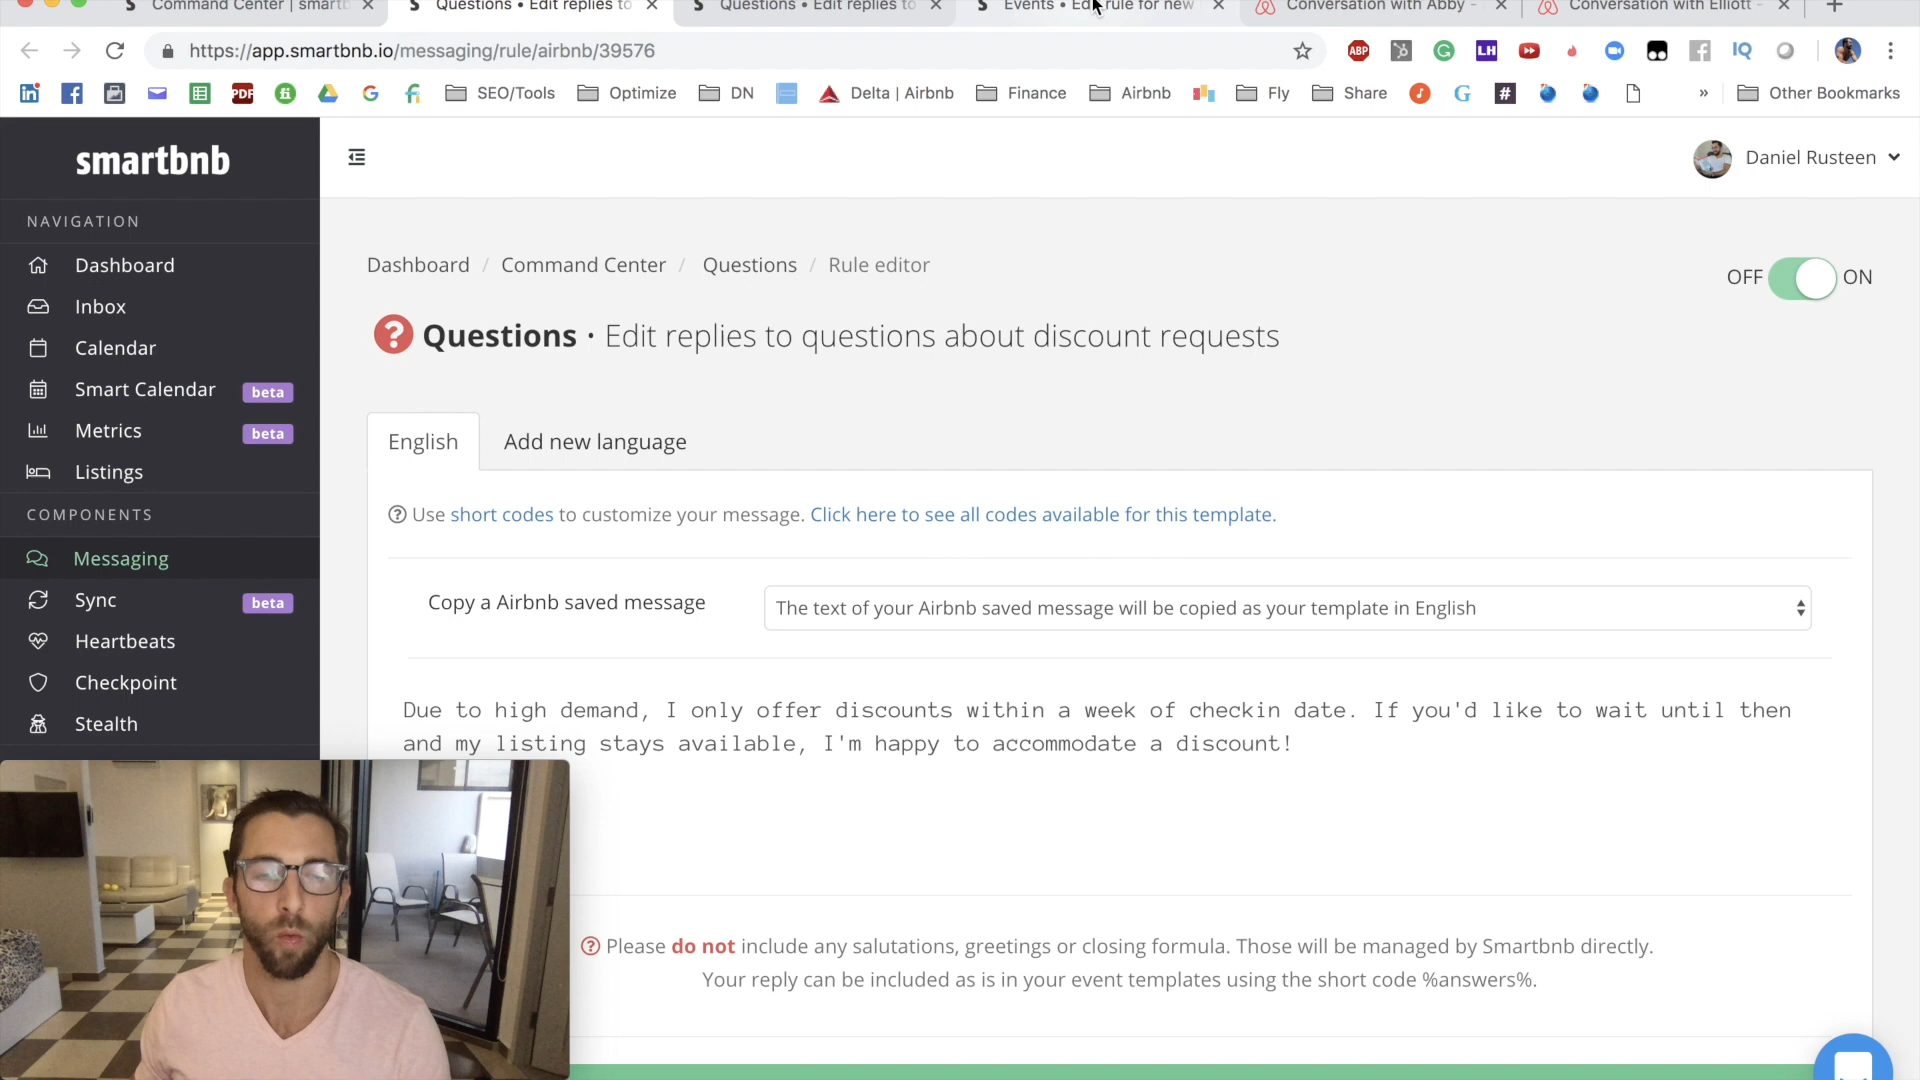 Command Center | smartb
Questions • Edit replies to
Questions • Edit replies to
Events • Edit rule for new
Conversation with Abby -
Conversation with Elliott -
https://app.smartbnb.io/messaging/rule/airbnb/39576
ABP
LH
IQ
in
PDF
fi
G
SEO/Tools
Optimize
DN
Delta | Airbnb
Finance
Airbnb
Fly
Share
G
#
»
Other Bookmarks
smartbnb
Daniel Rusteen
NAVIGATION
Dashboard
Inbox
Calendar
Smart Calendar beta
Metrics beta
Listings
COMPONENTS
Messaging
Sync beta
Heartbeats
Checkpoint
Stealth
Dashboard / Command Center / Questions / Rule editor
OFF ON
Questions · Edit replies to questions about discount requests
English
Add new language
Use short codes to customize your message. Click here to see all codes available for this template.
Copy a Airbnb saved message
The text of your Airbnb saved message will be copied as your template in English
Due to high demand, I only offer discounts within a week of checkin date. If you'd like to wait until then
and my listing stays available, I'm happy to accommodate a discount!
Please do not include any salutations, greetings or closing formula. Those will be managed by Smartbnb directly.
Your reply can be included as is in your event templates using the short code %answers%.